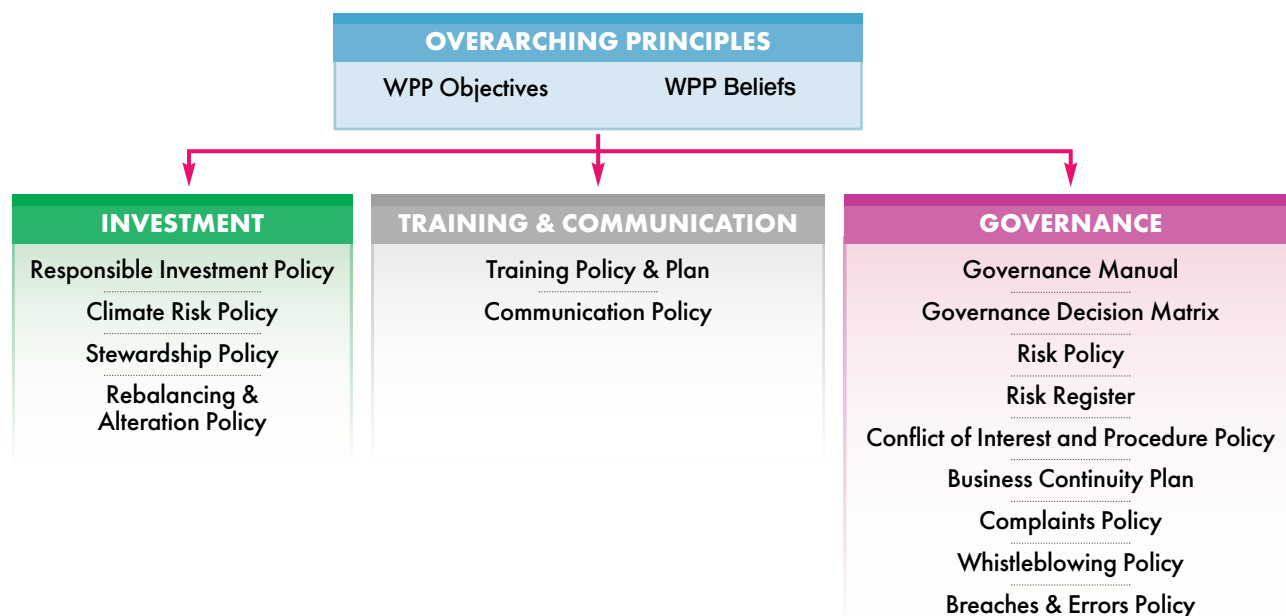 OVERARCHING PRINCIPLES
WPP Objectives
WPP Beliefs
INVESTMENT
Responsible Investment Policy
Climate Risk Policy
Stewardship Policy
Rebalancing &
Alteration Policy
TRAINING & COMMUNICATION
Training Policy & Plan
Communication Policy
GOVERNANCE
Governance Manual
Governance Decision Matrix
Risk Policy
Risk Register
Conflict of Interest and Procedure Policy
Business Continuity Plan
Complaints Policy
Whistleblowing Policy
Breaches & Errors Policy